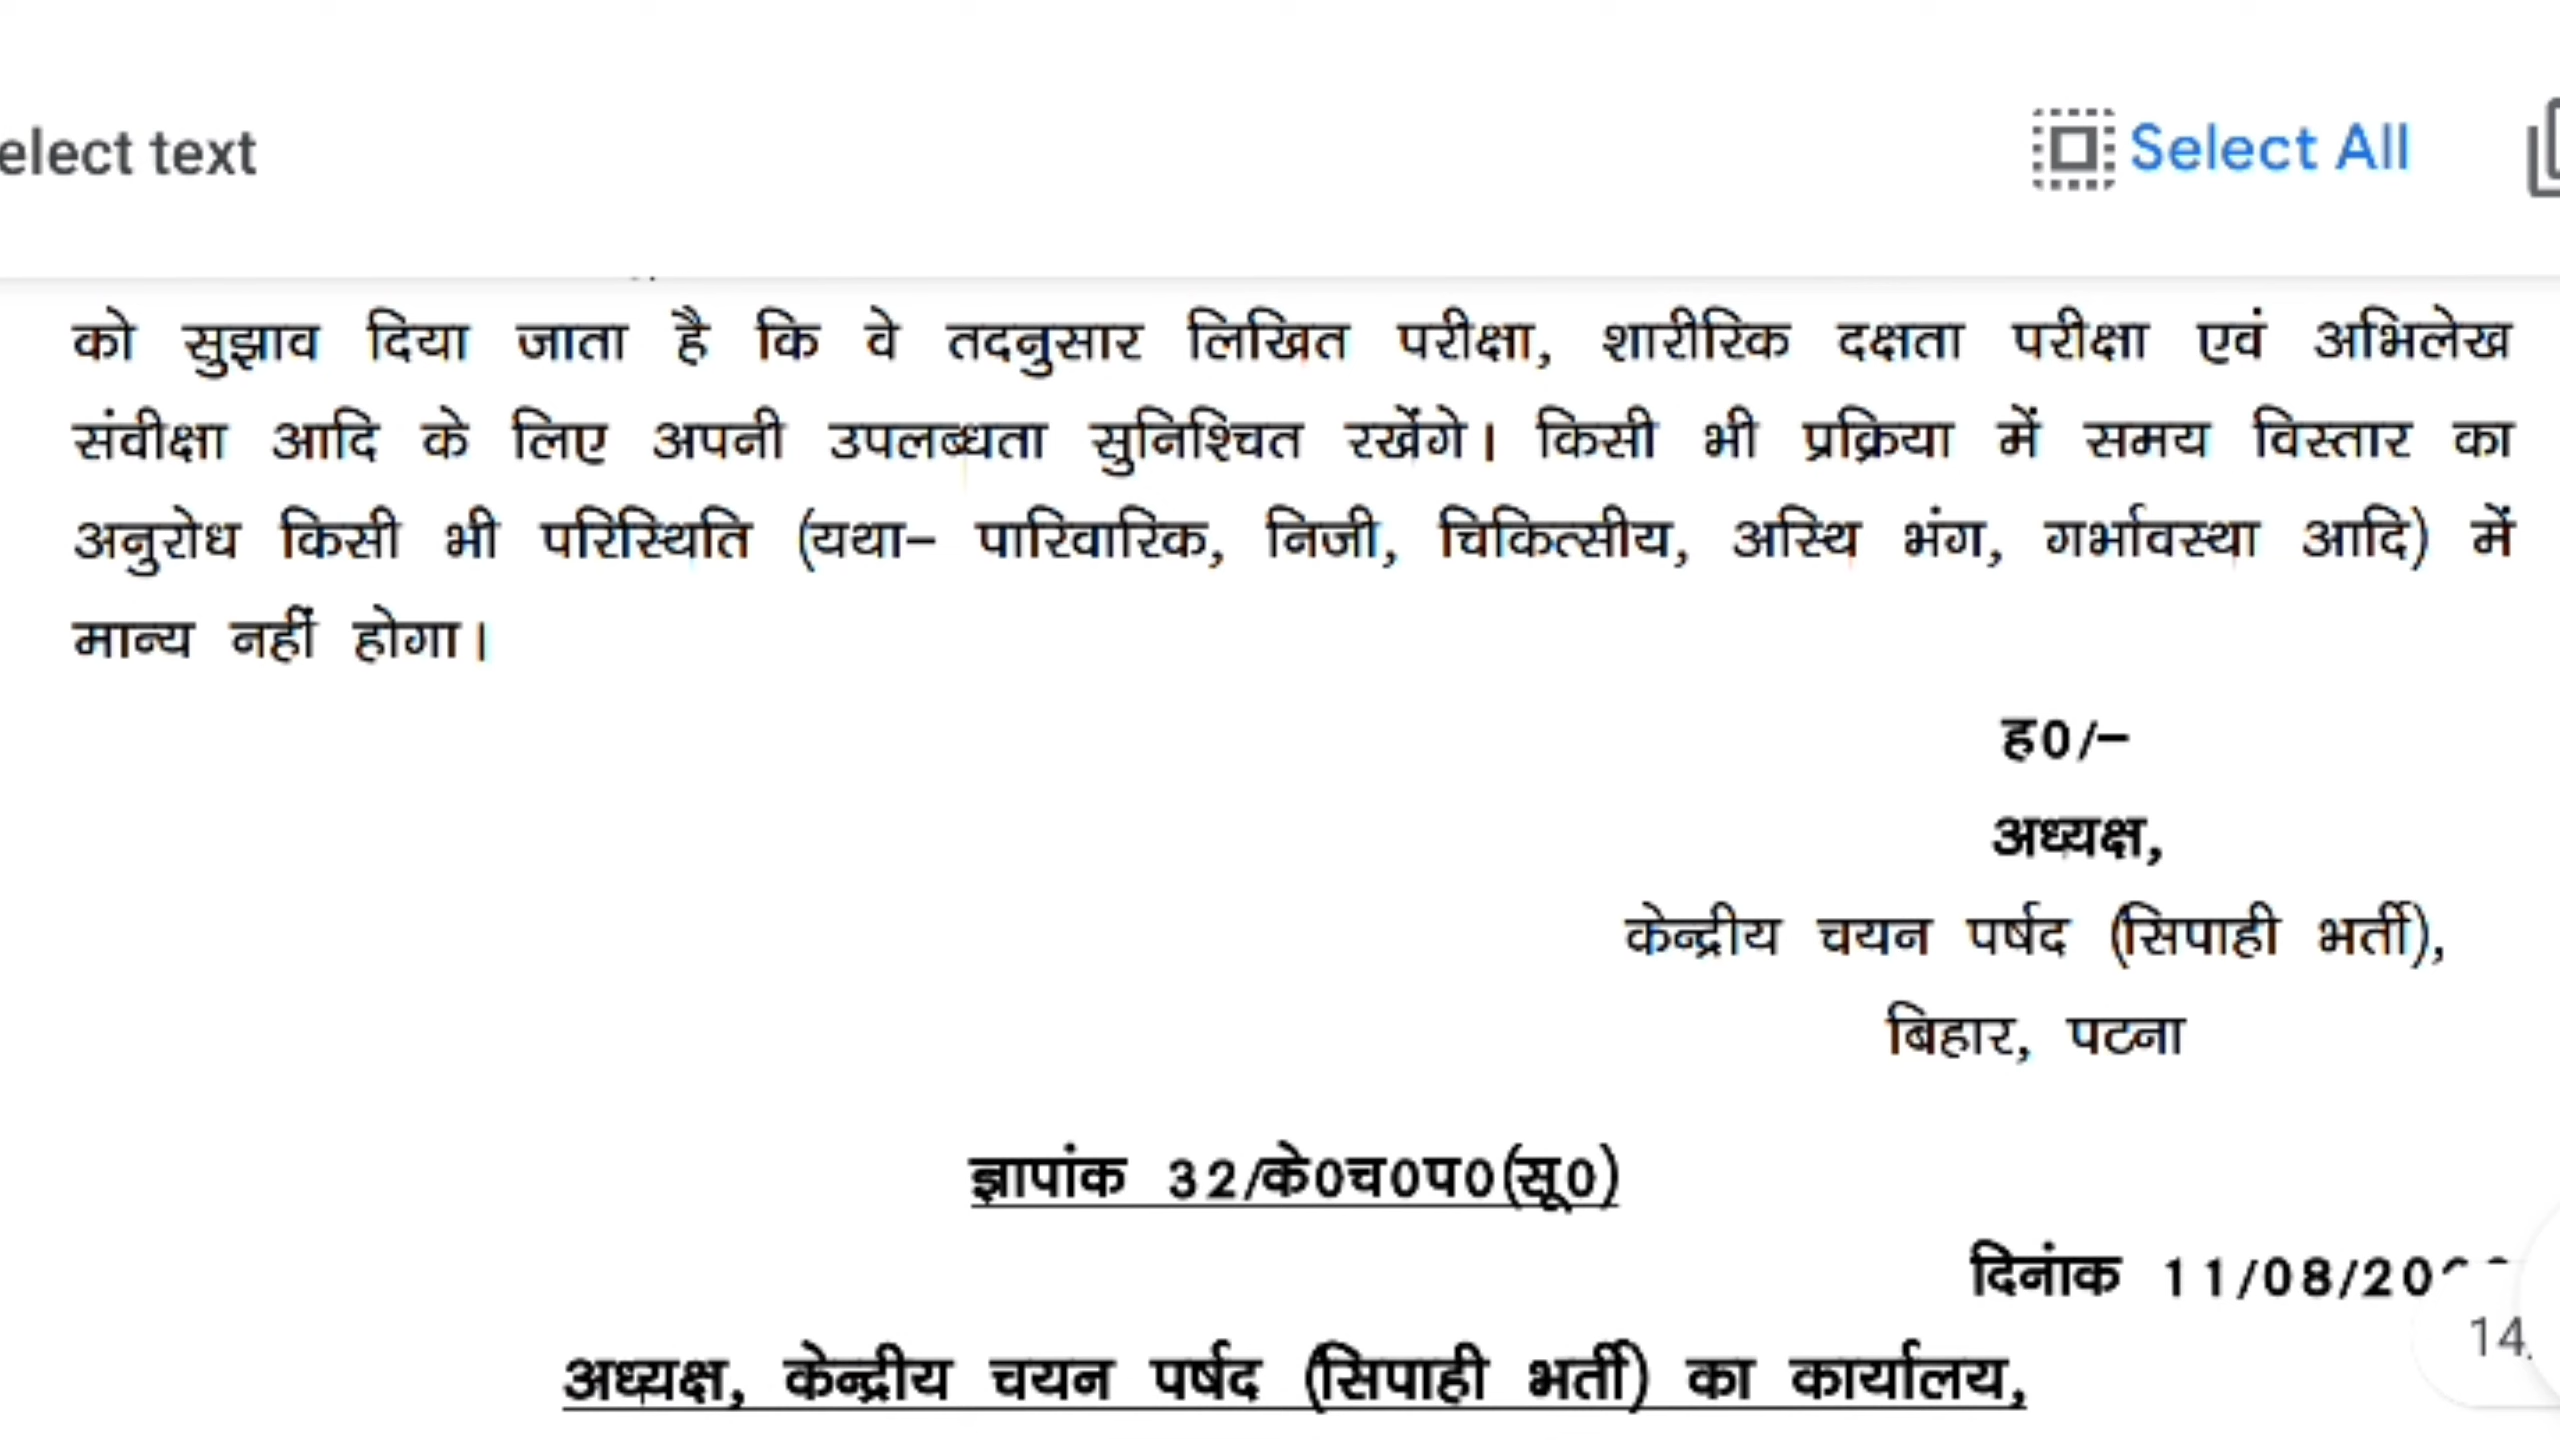 elect text
Select All
को सुझाव दिया जाता है कि वे तदनुसार लिखित परीक्षा, शारीरिक दक्षता परीक्षा एवं अभिलेख
संवीक्षा आदि के लिए अपनी उपलब्धता सुनिश्चित रखेंगे। किसी भी प्रक्रिया में समय विस्तार का
अनुरोध किसी भी परिस्थिति (यथा– पारिवारिक, निजी, चिकित्सीय, अस्थि भंग, गर्भावस्था आदि) में
मान्य नहीं होगा।
ह0/–
अध्यक्ष,
केन्द्रीय चयन पर्षद (सिपाही भर्ती),
बिहार, पटना
ज्ञापांक 32/के0च0प0(सू0)
दिनांक 11/08/20
14
अध्यक्ष, केन्द्रीय चयन पर्षद (सिपाही भर्ती) का कार्यालय,